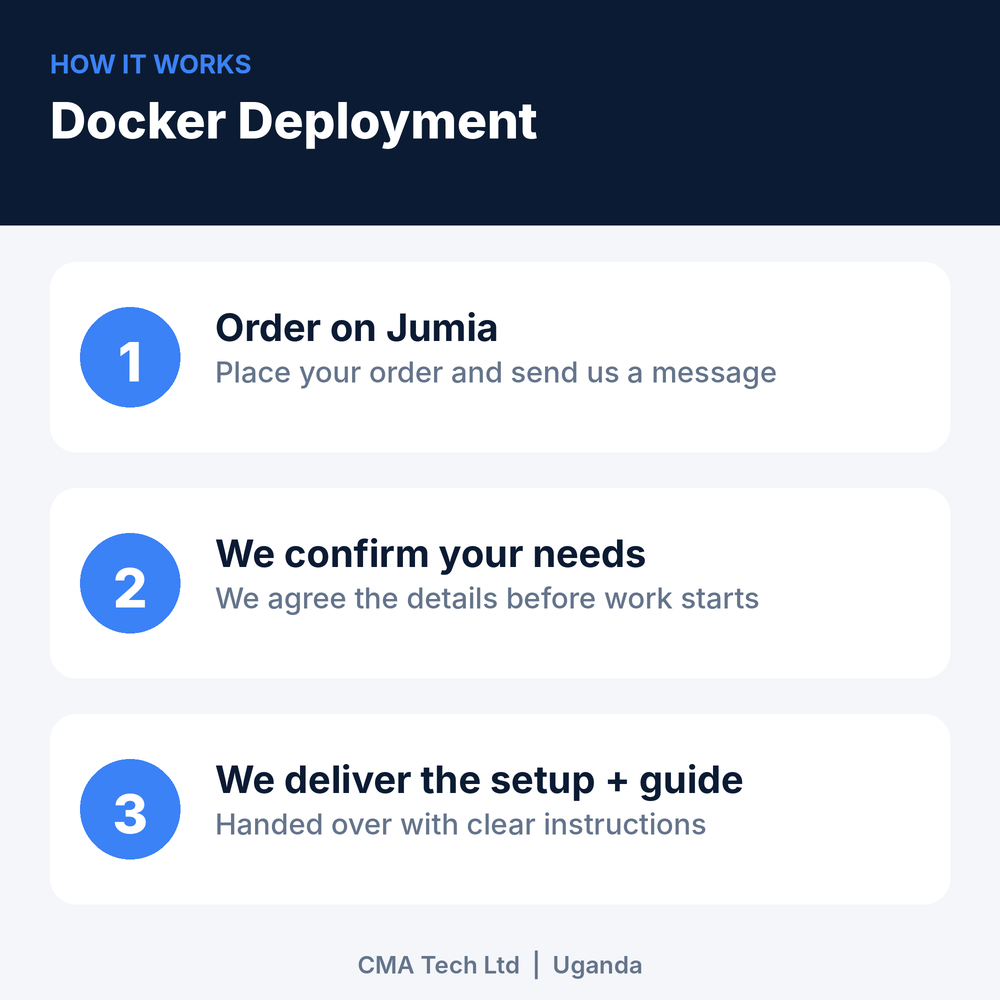 HOW IT WORKS
Docker Deployment
1
Order on Jumia
Place your order and send us a message
2
We confirm your needs
We agree the details before work starts
3
We deliver the setup + guide
Handed over with clear instructions
CMA Tech Ltd | Uganda